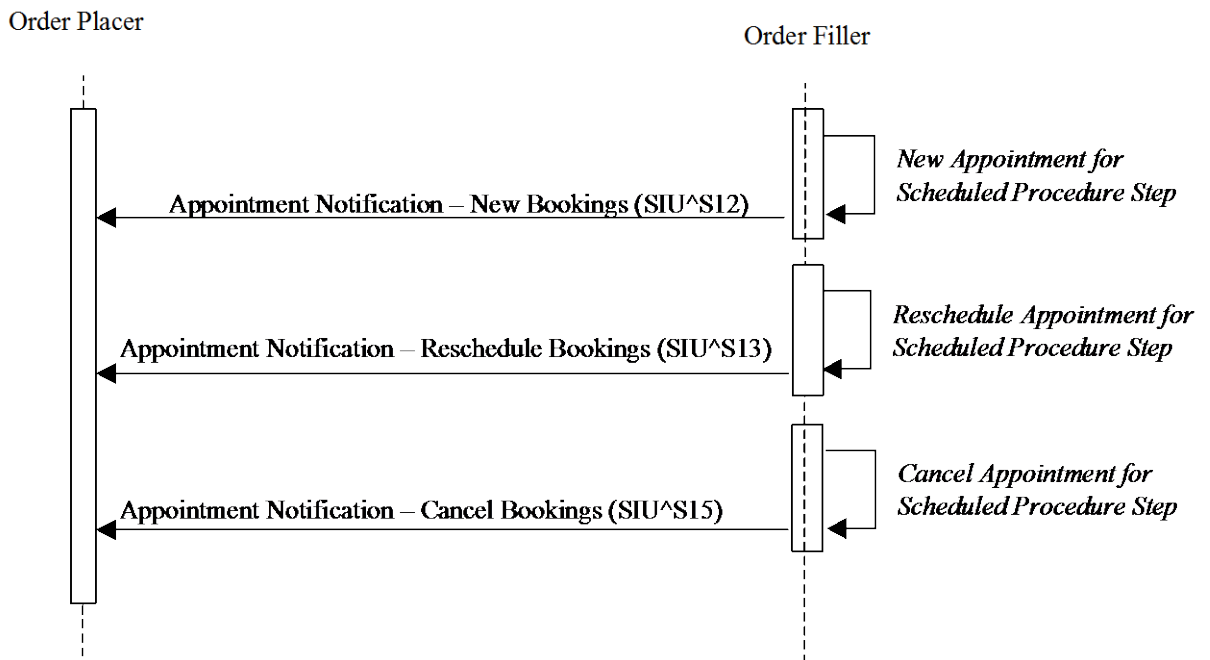 Order Placer
Order Filler
New Appointment for
Scheduled Procedure Step
Appointment Notification – New Bookings (SIU^S12)
Reschedule Appointment for
Scheduled Procedure Step
Appointment Notification – Reschedule Bookings (SIU^S13)
Cancel Appointment for
Scheduled Procedure Step
Appointment Notification – Cancel Bookings (SIU^S15)